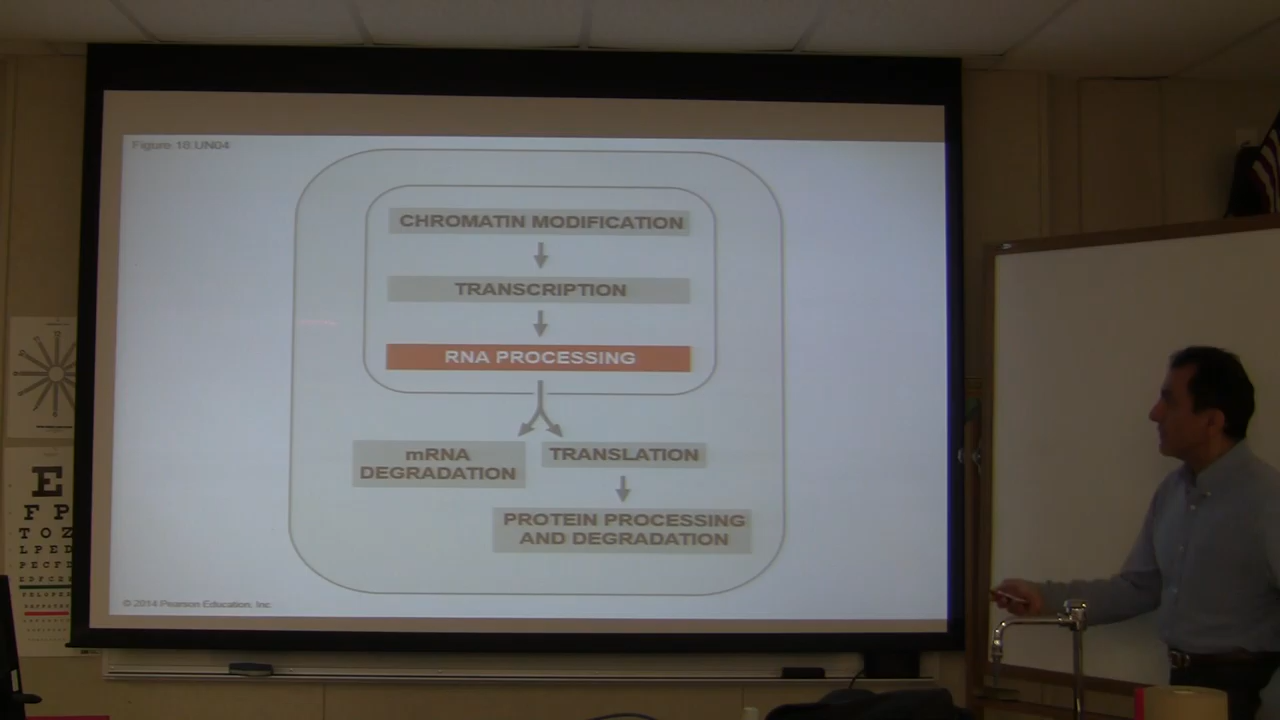 Figure 18.UN04
CHROMATIN MODIFICATION
TRANSCRIPTION
RNA PROCESSING
mRNA
DEGRADATION
TRANSLATION
PROTEIN PROCESSING
AND DEGRADATION
© 2014 Pearson Education, Inc.
E
F P
T O Z
L P E D
P E C F D
E D F C Z P